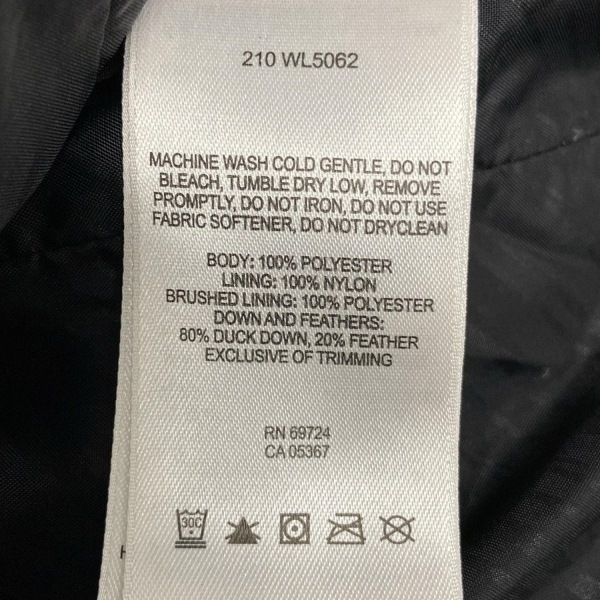 210 WL5062
MACHINE WASH COLD GENTLE, DO NOT
BLEACH, TUMBLE DRY LOW, REMOVE
PROMPTLY, DO NOT IRON, DO NOT USE
FABRIC SOFTENER, DO NOT DRYCLEAN
BODY: 100% POLYESTER
LINING: 100% NYLON
BRUSHED LINING: 100% POLYESTER
DOWN AND FEATHERS:
80% DUCK DOWN, 20% FEATHER
EXCLUSIVE OF TRIMMING
RN 69724
CA 05367
30C